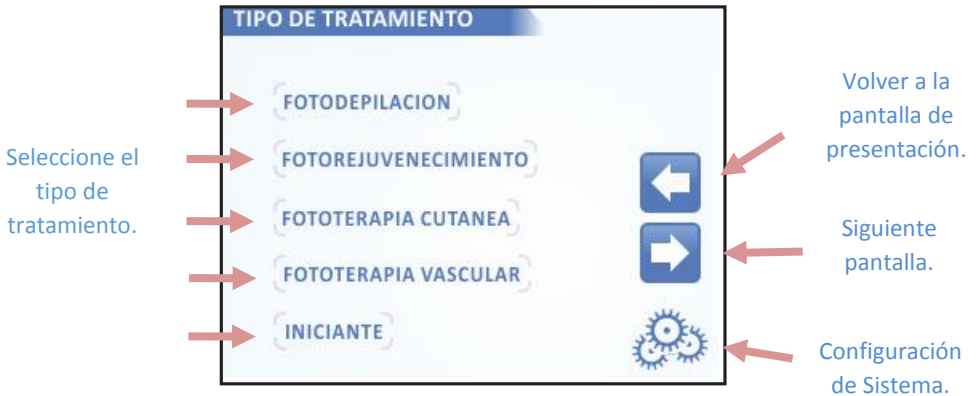 TIPO DE TRATAMIENTO
Seleccione el
tipo de
tratamiento.
FOTODEPILACION
FOTOREJUVENECIMIENTO
FOTOTERAPIA CUTANEA
FOTOTERAPIA VASCULAR
INICIANTE
Volver a la
pantalla de
presentación.
Siguiente
pantalla.
Configuración
de Sistema.